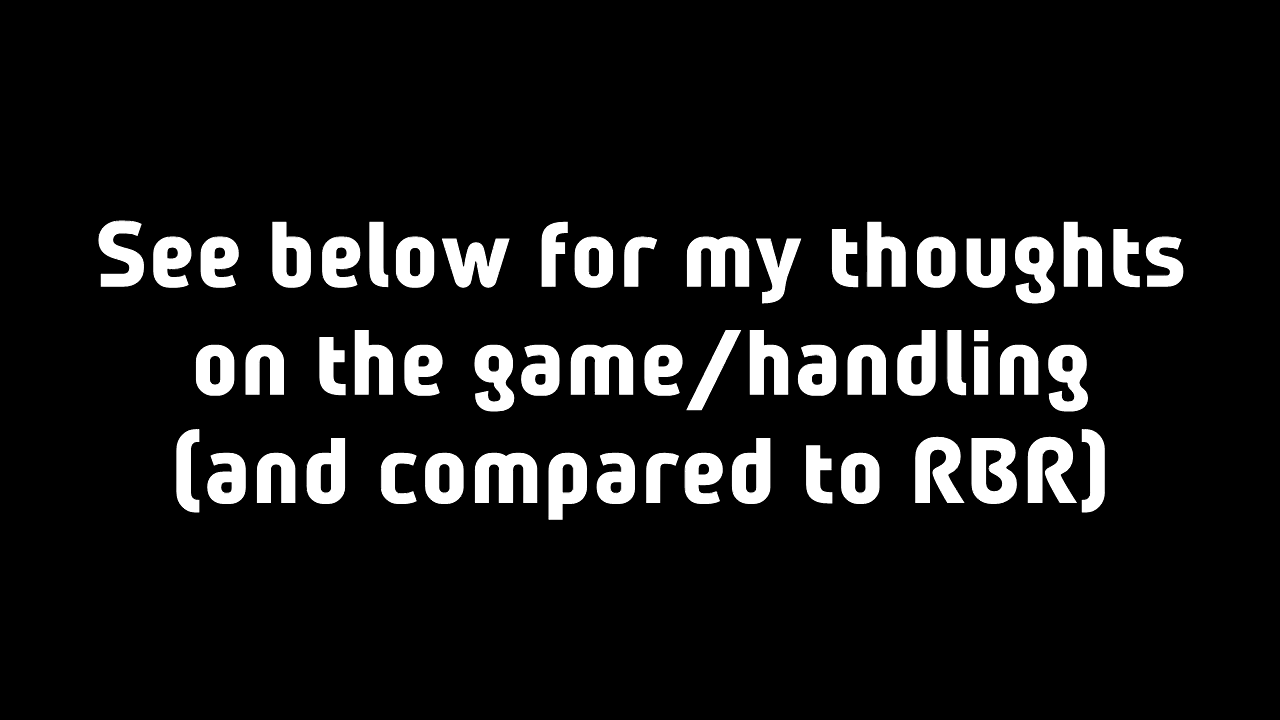 See below for my thoughts
on the game/handling
(and compared to RBR)